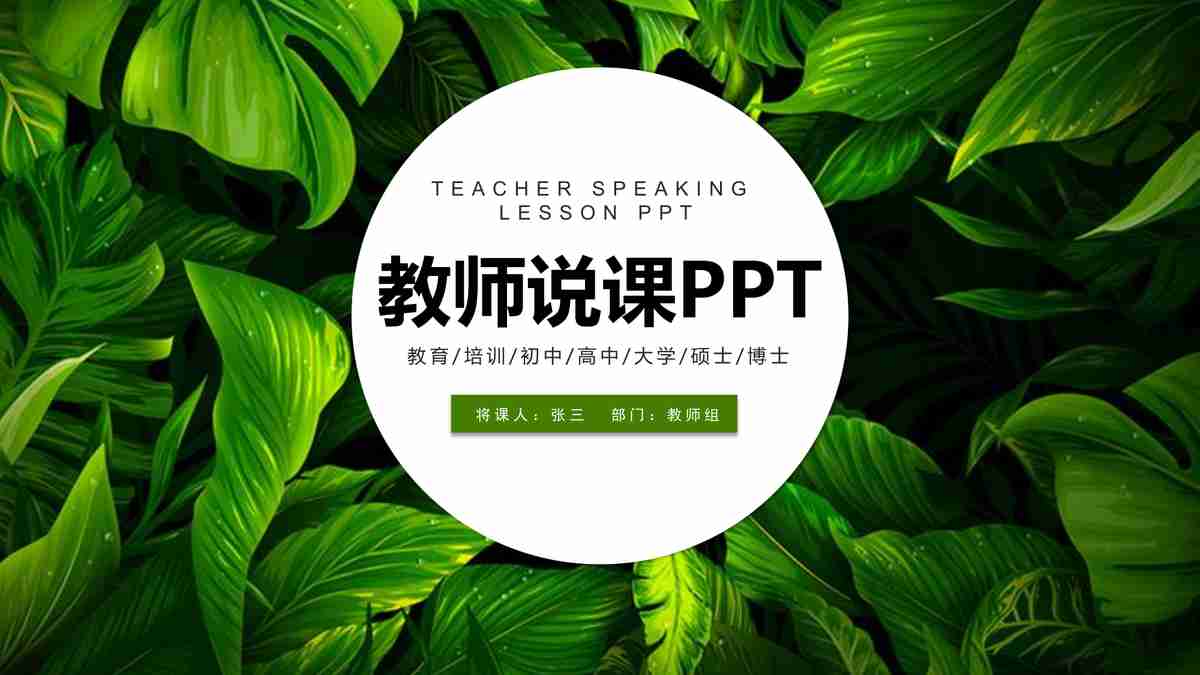 TEACHER SPEAKING
LESSON PPT
教师说课PPT
教育/培训/初中/高中/大学/硕士/博士
将课人：张三 部门：教师组